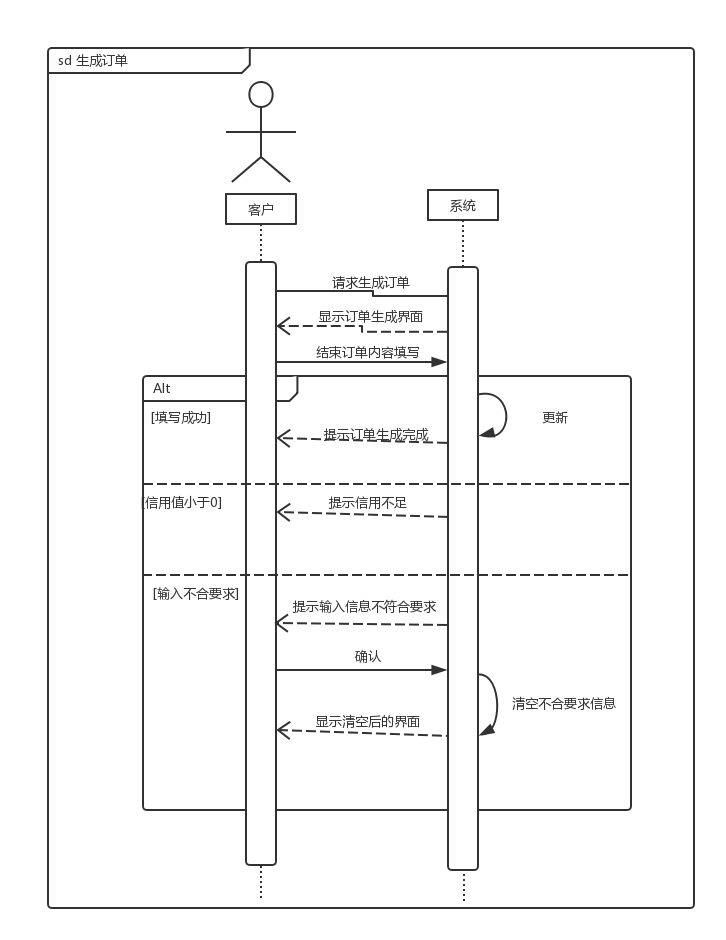 sd 生成订单
客户
系统
请求生成订单
显示订单生成界面
结束订单内容填写
Alt
[填写成功]
更新
提示订单生成完成
[信用值小于0]
提示信用不足
[输入不合要求]
提示输入信息不符合要求
确认
清空不合要求信息
显示清空后的界面